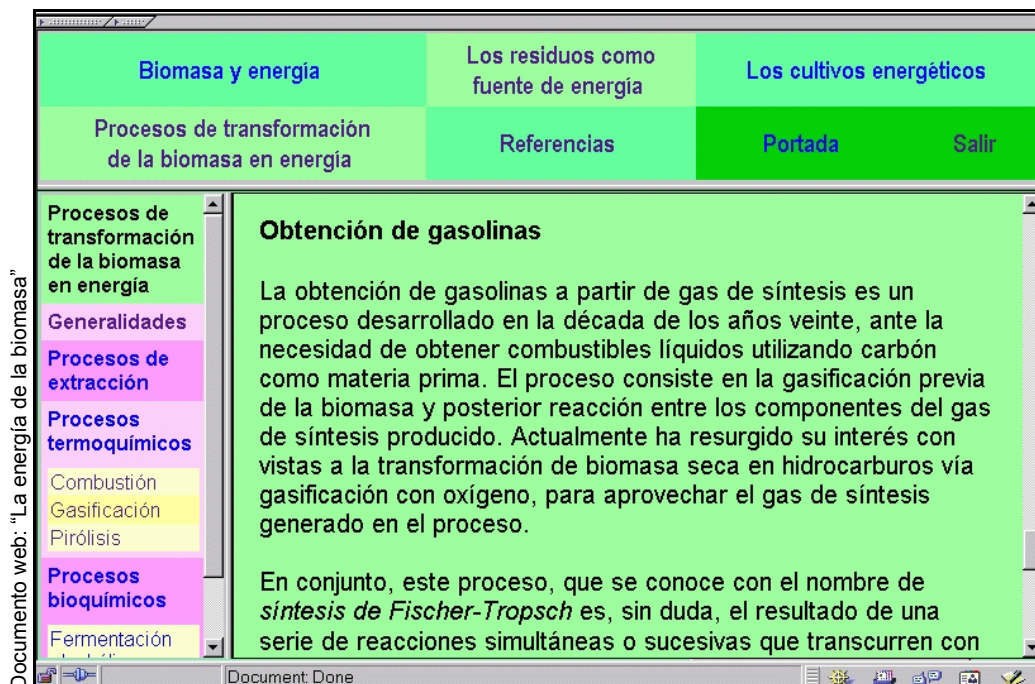 Documento web: “La energía de la biomasa”
Biomasa y energía
Los residuos como
fuente de energía
Los cultivos energéticos
Procesos de transformación
de la biomasa en energía
Referencias
Portada
Salir
Procesos de
transformación
de la biomasa
en energía
Generalidades
Procesos de
extracción
Procesos
termoquímicos
Combustión
Gasificación
Pirólisis
Procesos
bioquímicos
Fermentación
Obtención de gasolinas
La obtención de gasolinas a partir de gas de síntesis es un
proceso desarrollado en la década de los años veinte, ante la
necesidad de obtener combustibles líquidos utilizando carbón
como materia prima. El proceso consiste en la gasificación previa
de la biomasa y posterior reacción entre los componentes del gas
de síntesis producido. Actualmente ha resurgido su interés con
vistas a la transformación de biomasa seca en hidrocarburos vía
gasificación con oxígeno, para aprovechar el gas de síntesis
generado en el proceso.
En conjunto, este proceso, que se conoce con el nombre de
síntesis de Fischer-Tropsch es, sin duda, el resultado de una
serie de reacciones simultáneas o sucesivas que transcurren con
Document: Done